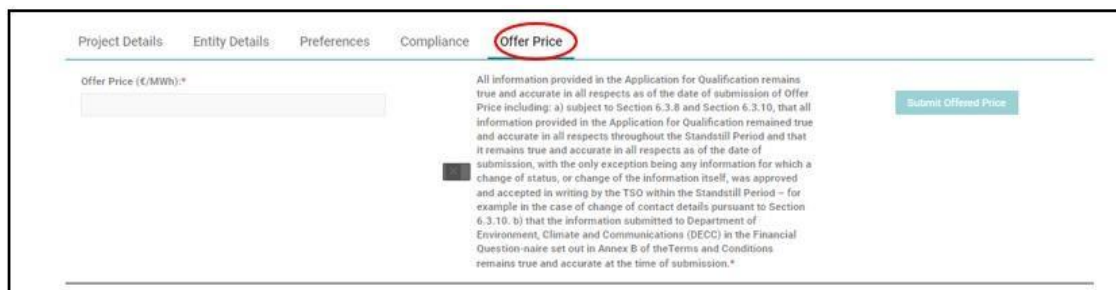 Project Details Entity Details Preferences Compliance Offer Price
Offer Price (€/MWh):*
All information provided in the Application for Qualification remains
true and accurate in all respects as of the date of submission of Offer
Price including: a) subject to Section 6.3.8 and Section 6.3.10, that all
information provided in the Application for Qualification remained true
and accurate in all respects throughout the Standstill Period and that
it remains true and accurate in all respects as of the date of
submission, with the only exception being any information for which a
change of status, or change of the information itself, was approved
and accepted in writing by the TSO within the Standstill Period – for
example in the case of change of contact details pursuant to Section
6.3.10. b) that the information submitted to Department of
Environment, Climate and Communications (DECC) in the Financial
Question-naire set out in Annex B of theTerms and Conditions
remains true and accurate at the time of submission.*
Submit Offered Price